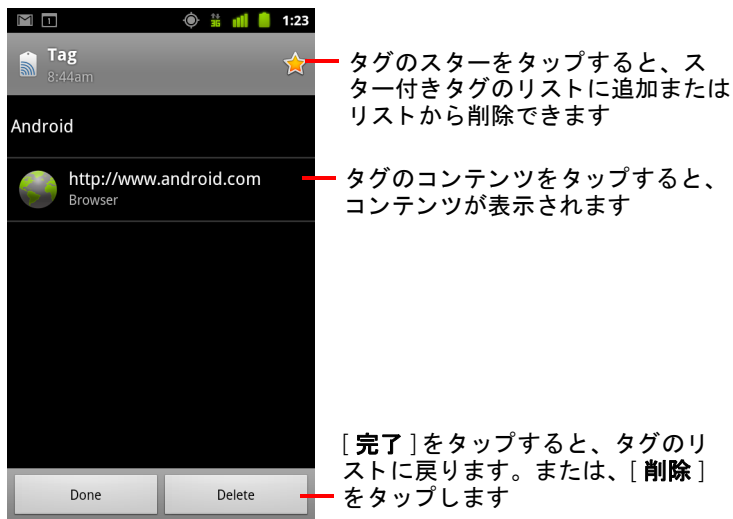 1
3G
1:23
Tag
8:44am
Android
http://www.android.com
Browser
Done
Delete
タグのスターをタップすると、ス
ター付きタグのリストに追加または
リストから削除できます
タグのコンテンツをタップすると、
コンテンツが表示されます
[ 完了 ] をタップすると、タグのリ
ストに戻ります。または、[ 削除 ]
をタップします